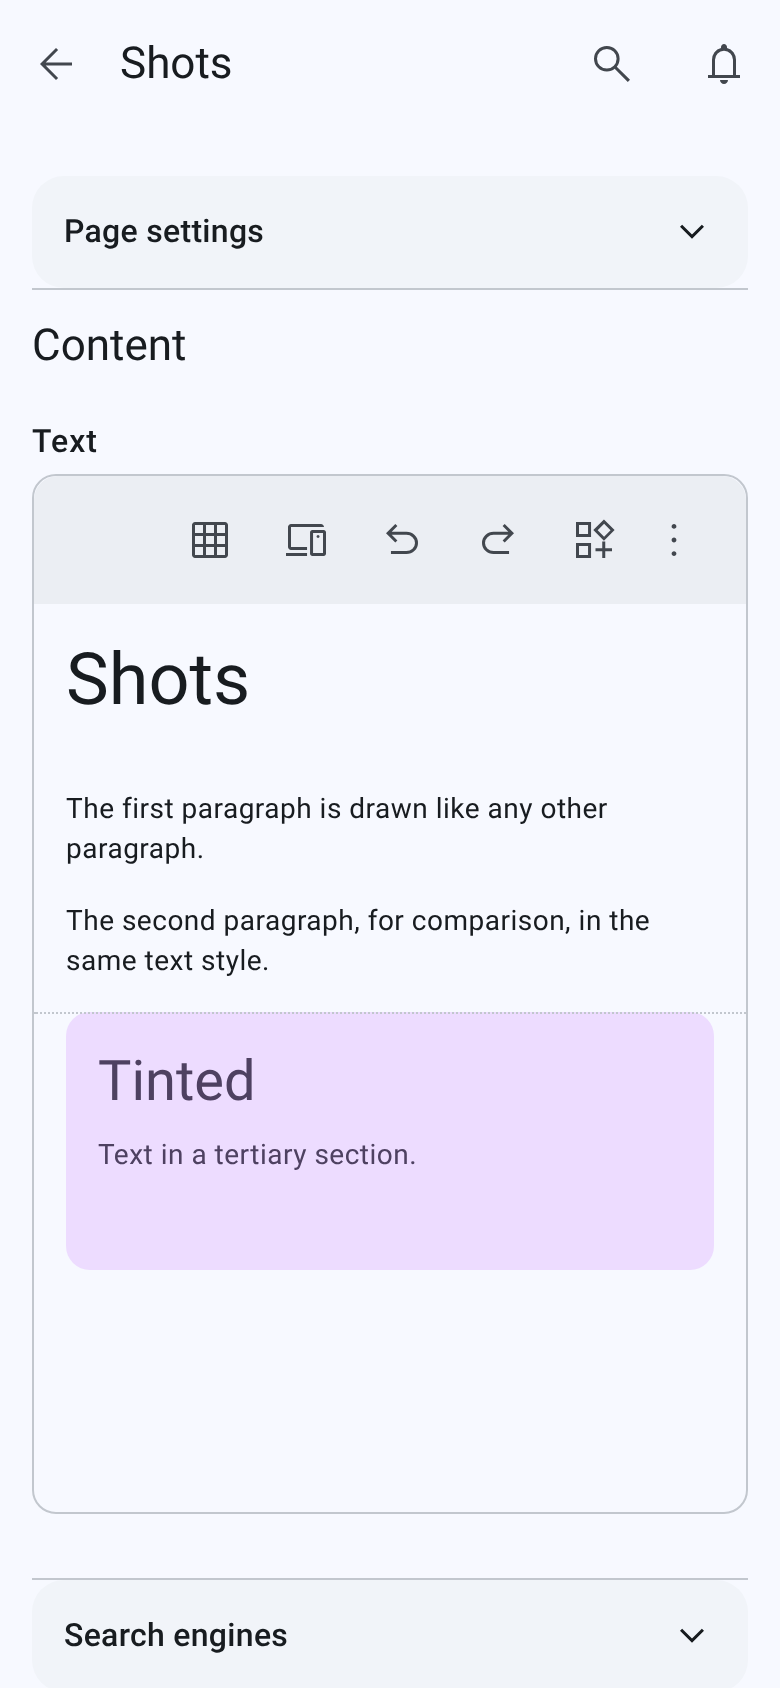 Shots
Page settings
Content
Text
Shots
The first paragraph is drawn like any other
paragraph.
The second paragraph, for comparison, in the
same text style.
Tinted
Text in a tertiary section.
Search engines